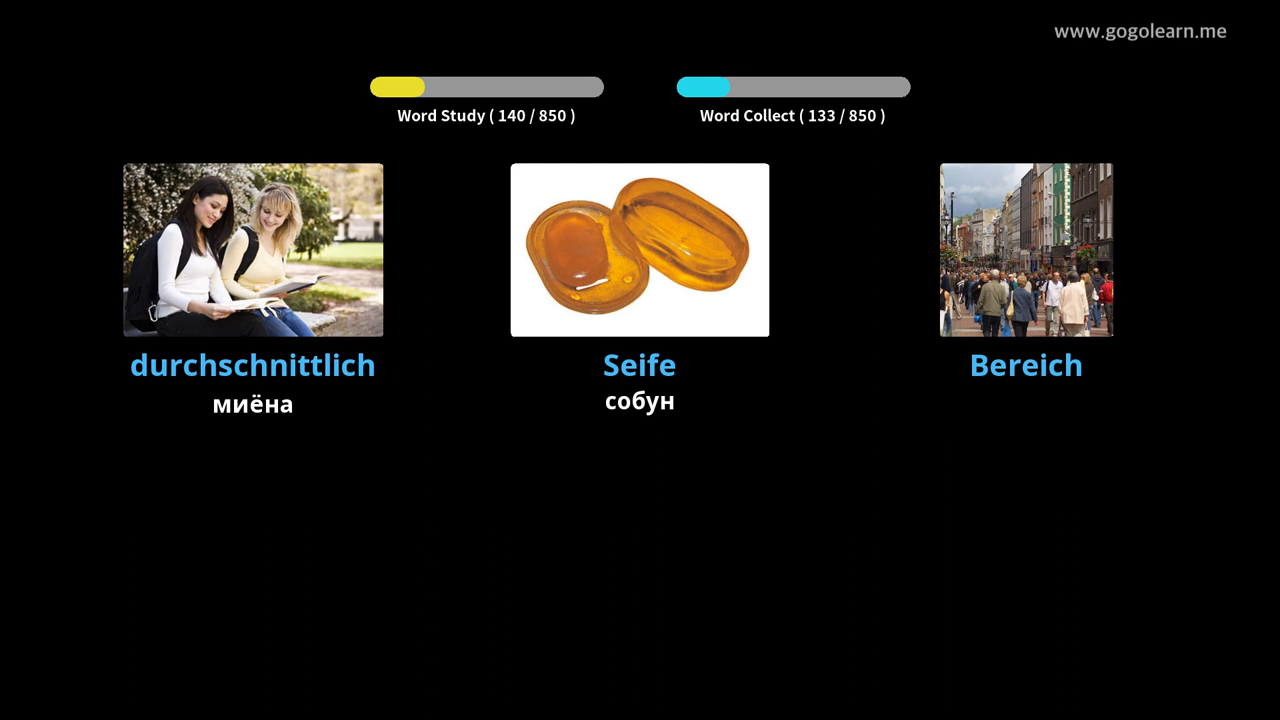 www.gogolearn.me
Word Study ( 140 / 850 )
Word Collect ( 133 / 850 )
durchschnittlich
Seife
Bereich
миёна
собун